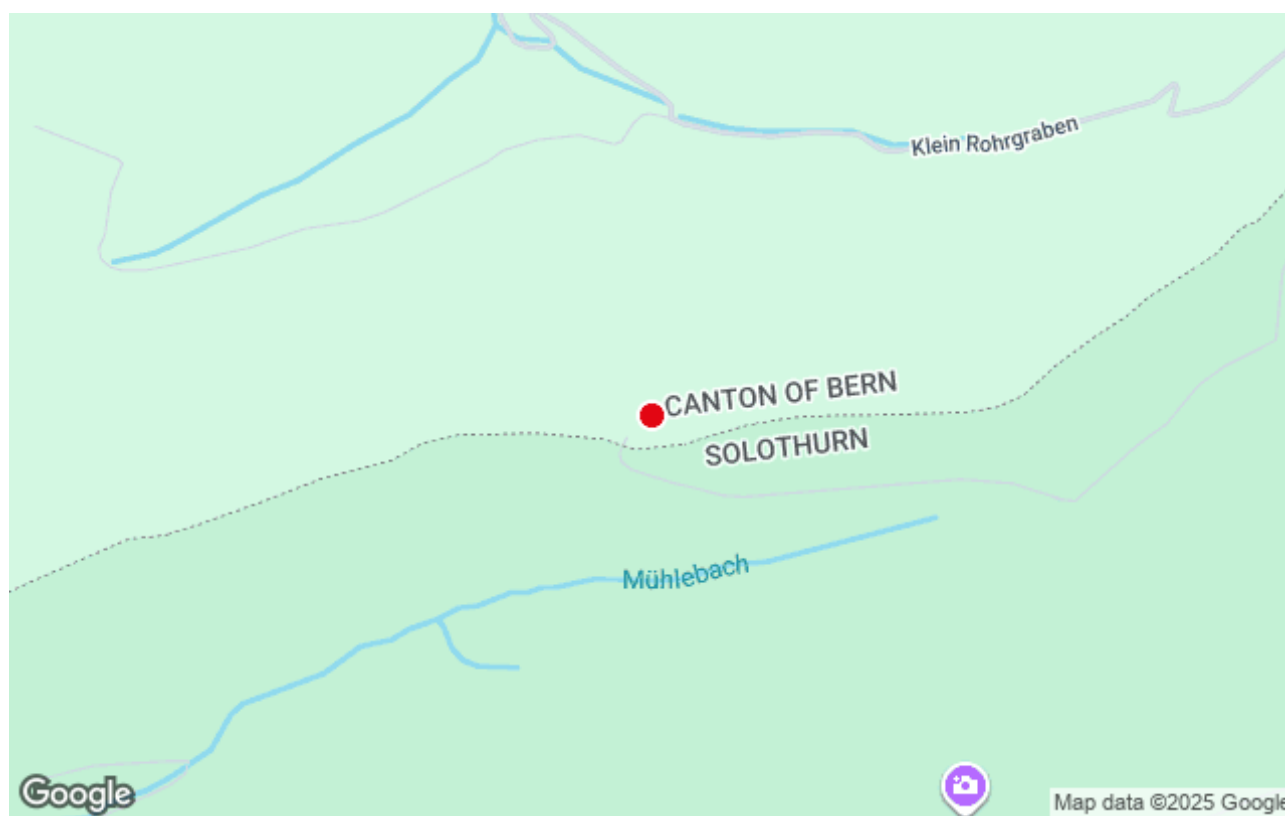 Klein Rohrgraben
CANTON OF BERN
SOLOTHURN
Mühlebach
Google
Map data ©2025 Google